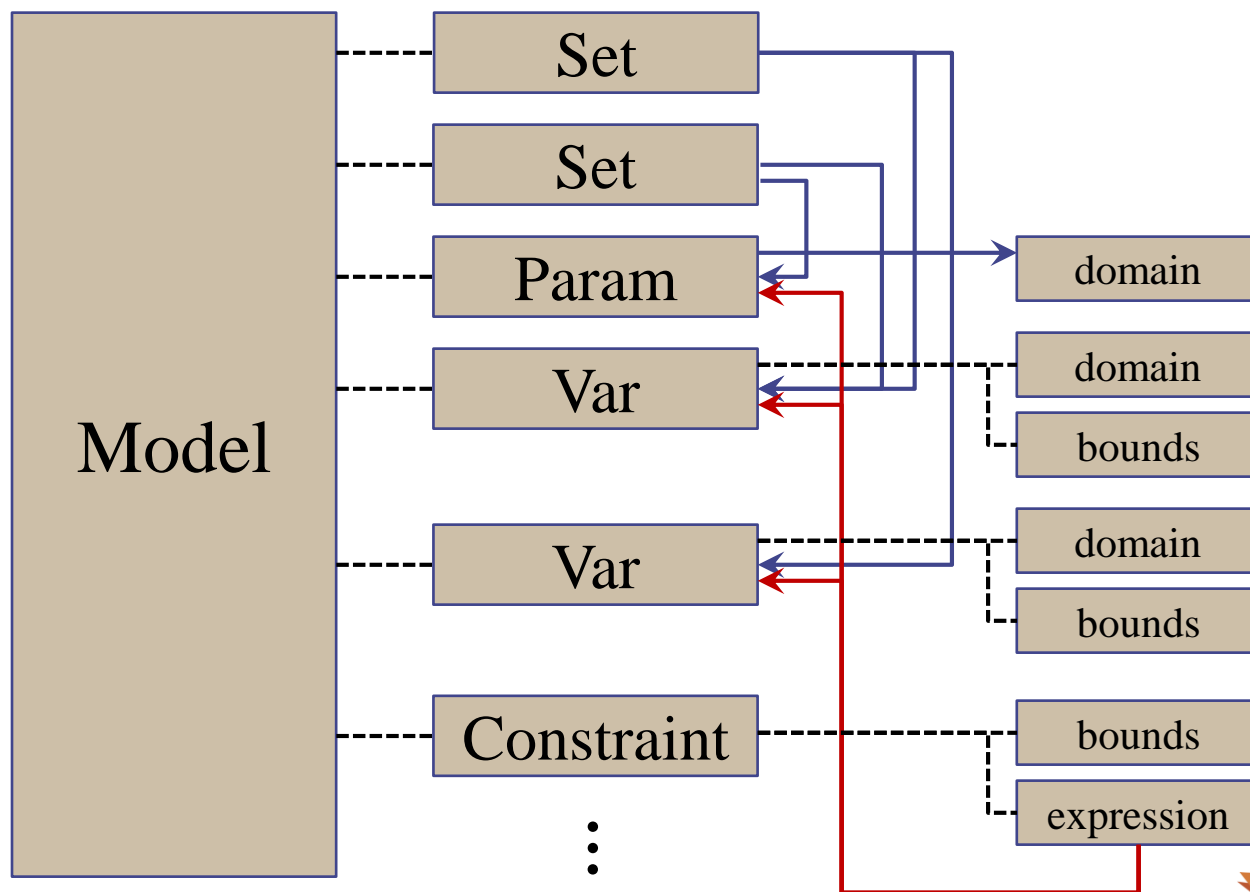 Model
Set
Set
Param
domain
Var
domain
bounds
Var
domain
bounds
Constraint
bounds
expression
⋮